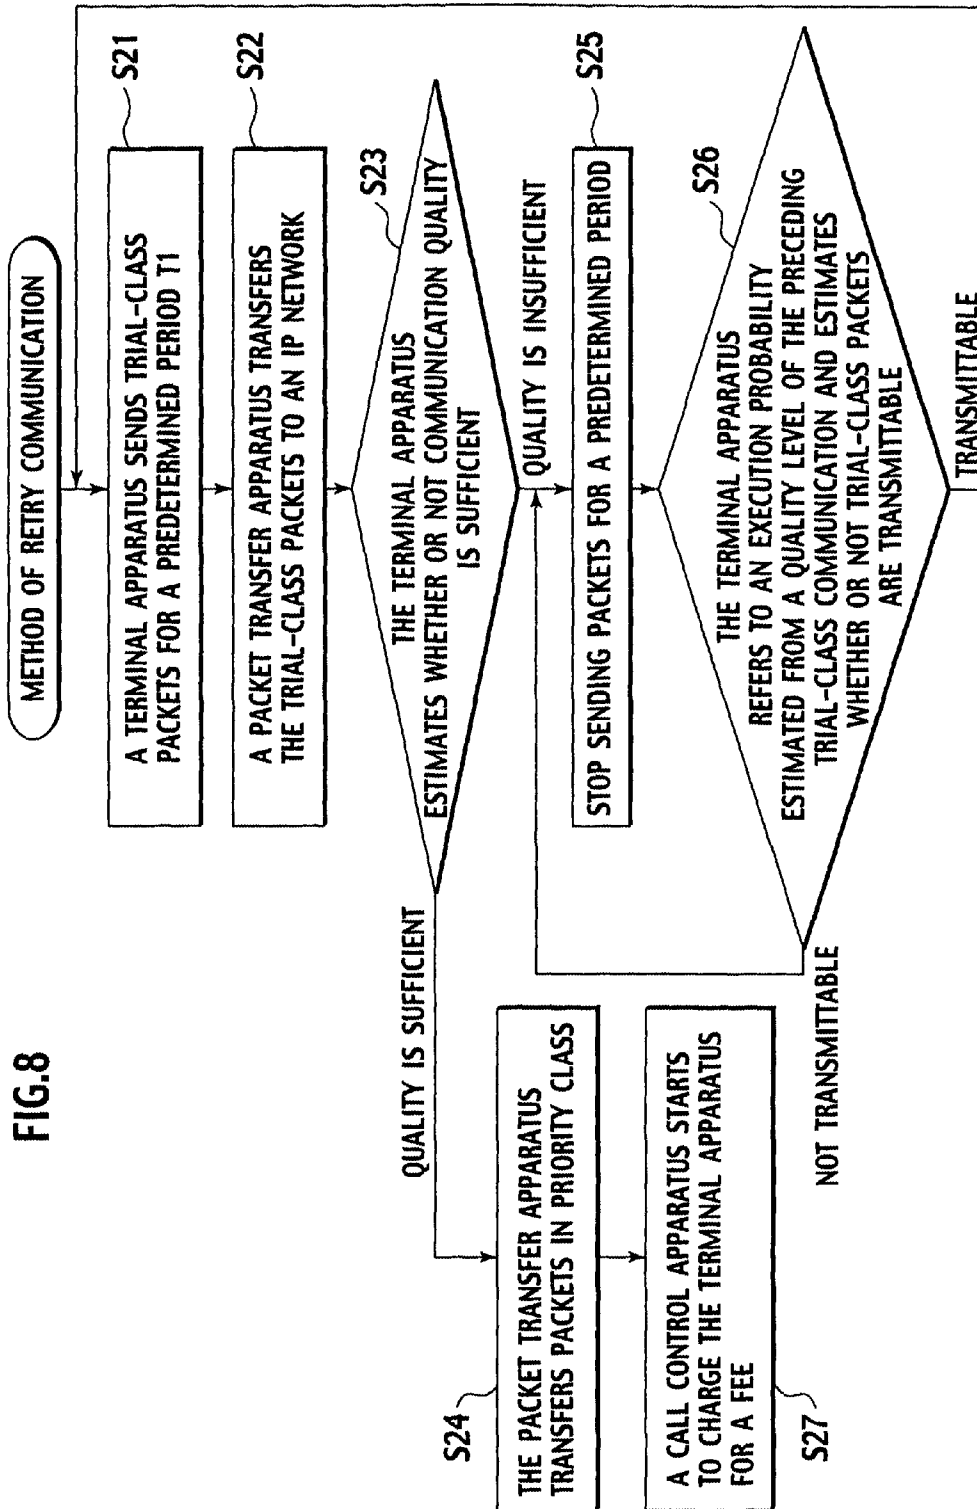 FIG.8
METHOD OF RETRY COMMUNICATION
S21
A TERMINAL APPARATUS SENDS TRIAL-CLASS
PACKETS FOR A PREDETERMINED PERIOD T1
S22
A PACKET TRANSFER APPARATUS TRANSFERS
THE TRIAL-CLASS PACKETS TO AN IP NETWORK
S23
THE TERMINAL APPARATUS
ESTIMATES WHETHER OR NOT COMMUNICATION QUALITY
IS SUFFICIENT
QUALITY IS SUFFICIENT
QUALITY IS INSUFFICIENT
S24
THE PACKET TRANSFER APPARATUS
TRANSFERS PACKETS IN PRIORITY CLASS
S25
STOP SENDING PACKETS FOR A PREDETERMINED PERIOD
S27
A CALL CONTROL APPARATUS STARTS
TO CHARGE THE TERMINAL APPARATUS
FOR A FEE
S26
THE TERMINAL APPARATUS
REFERS TO AN EXECUTION PROBABILITY
ESTIMATED FROM A QUALITY LEVEL OF THE PRECEDING
TRIAL-CLASS COMMUNICATION AND ESTIMATES
WHETHER OR NOT TRIAL-CLASS PACKETS
ARE TRANSMITTABLE
NOT TRANSMITTABLE
TRANSMITTABLE